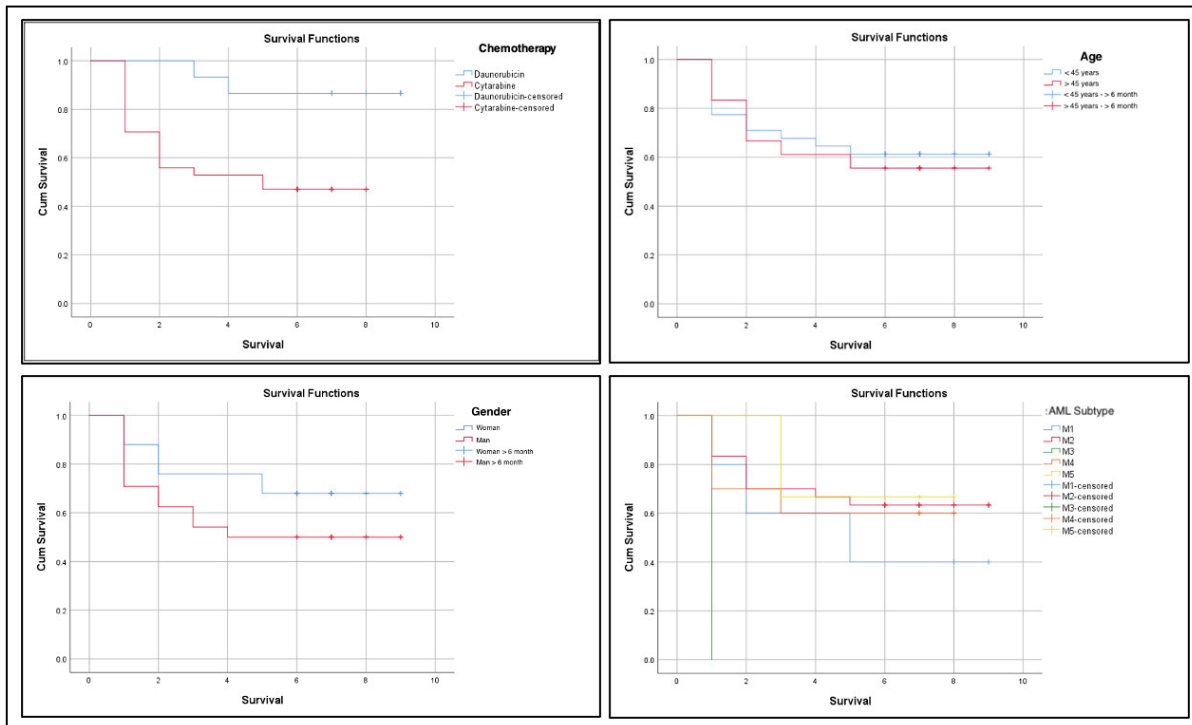 Survival Functions
Chemotherapy
Daunorubicin
Cytarabine
Daunorubicin-censored
Cytarabine-censored
Cum Survival
1.0
0.8
0.6
0.4
0.2
0.0
0 2 4 6 8 10
Survival
Survival Functions
Age
< 45 years
> 45 years
< 45 years - > 6 month
> 45 years - > 6 month
Cum Survival
1.0
0.8
0.6
0.4
0.2
0.0
0 2 4 6 8 10
Survival
Survival Functions
Gender
Woman
Man
Woman > 6 month
Man > 6 month
Cum Survival
1.0
0.8
0.6
0.4
0.2
0.0
0 2 4 6 8 10
Survival
Survival Functions
:AML Subtype
M1
M2
M3
M4
M5
M1-censored
M2-censored
M3-censored
M4-censored
M5-censored
Cum Survival
1.0
0.8
0.6
0.4
0.2
0.0
0 2 4 6 8 10
Survival